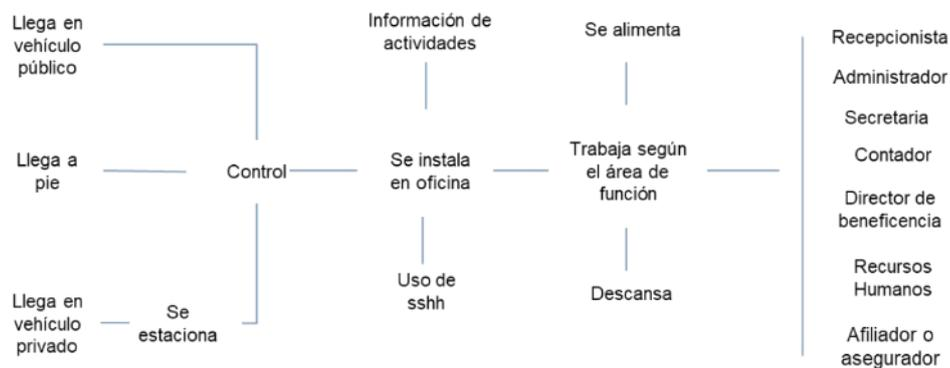 Llega en
vehículo
público
Llega a
pie
Llega en
vehículo
privado
Se
estaciona
Control
Información de
actividades
Se instala
en oficina
Uso de
sshh
Se alimenta
Trabaja según
el área de
función
Descansa
Recepcionista
Administrador
Secretaria
Contador
Director de
beneficencia
Recursos
Humanos
Afiliador o
asegurador